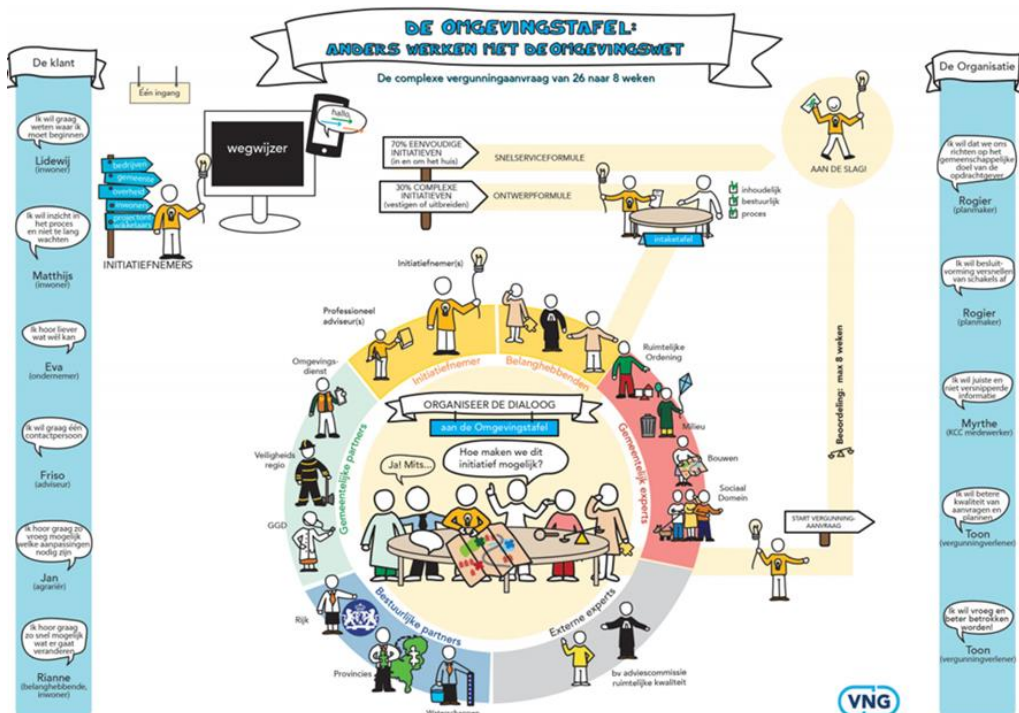 DE OMGEVINGSTAFEL:
ANDERS WERKEN MET DE OMGEVINGSWET
De complexe vergunningaanvraag van 26 naar 8 weken
De klant
Ik wil graag
weten waar ik
moet beginnen
Lidewij
(inwoner)
Ik wil inzicht in
het proces
en niet te lang
wachten
Matthijs
(inwoner)
Ik hoor liever
wat wél kan
Eva
(ondernemer)
Ik wil graag één
contactpersoon
Friso
(adviseur)
Ik hoor graag zo
vroeg mogelijk
welke aanpassingen
nodig zijn
Jan
(agrariër)
Ik hoor graag
zo snel mogelijk
wat er gaat
veranderen
Rianne
(belanghebbende,
inwoner)
Één ingang
bedrijven
gemeente
overheid
inwoners
projectont
wikkelaars
INITIATIEFNEMERS
wegwijzer
hallo,
70% EENVOUDIGE
INITIATIEVEN
(in en om het huis)
SNELSERVICEFORMULE
30% COMPLEXE
INITIATIEVEN
(vestigen of uitbreiden)
ONTWERPFORMULE
intaketafel
inhoudelijk
bestuurlijk
proces
AAN DE SLAG!
Initiatiefnemer(s)
Professioneel
adviseur(s)
Initiatiefnemer
Belanghebbenden
Omgevings-
dienst
Veiligheids
regio
GGD
Gemeentelijke partners
Ruimtelijke
Ordening
Milieu
Bouwen
Sociaal
Domein
Gemeentelijk experts
ORGANISEER DE DIALOOG
aan de Omgevingstafel
Ja! Mits...
Hoe maken we dit
initiatief mogelijk?
Bestuurlijke partners
Rijk
Provincies
Waterschappen
Externe experts
bv adviescommissie
ruimtelijke kwaliteit
START VERGUNNING-
AANVRAAG
Beoordeling: max 8 weken
De Organisatie
Ik wil dat we ons
richten op het
gemeenschappelijke
doel van de
opdrachtgever
Rogier
(planmaker)
Ik wil besluit-
vorming versnellen
van schakels af
Rogier
(planmaker)
Ik wil juiste en
niet versnipperde
informatie
Myrthe
(KCC medewerker)
Ik wil betere
kwaliteit van
aanvragen en
plannen
Toon
(vergunningverlener)
Ik wil vroeg en
beter betrokken
worden!
Toon
(vergunningverlener)
VNG